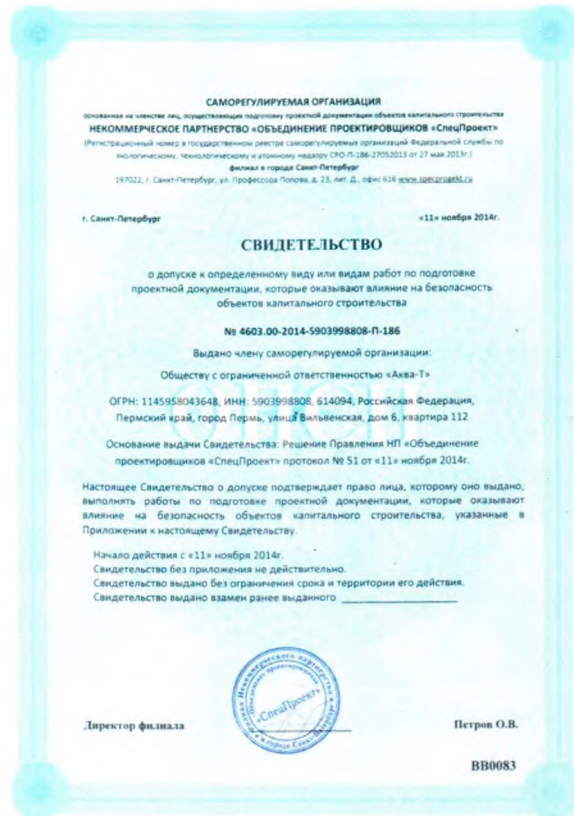 САМОРЕГУЛИРУЕМАЯ ОРГАНИЗАЦИЯ
основанная на членстве лиц, осуществляющих подготовку проектной документации объектов капитального строительства
НЕКОММЕРЧЕСКОЕ ПАРТНЕРСТВО «ОБЪЕДИНЕНИЕ ПРОЕКТИРОВЩИКОВ «СпецПроект»
(Регистрационный номер в государственном реестре саморегулируемых организаций Федеральной службы по
экологическому, технологическому и атомному надзору СРО-П-186-27052013 от 27 мая 2013г.)
филиал в городе Санкт-Петербург
197022, г. Санкт-Петербург, ул. Профессора Попова, д. 23, лит. Д., офис 616 www.specprogekt.ru
г. Санкт-Петербург «11» ноября 2014г.
СВИДЕТЕЛЬСТВО
о допуске к определенному виду или видам работ по подготовке
проектной документации, которые оказывают влияние на безопасность
объектов капитального строительства
№ 4603.00-2014-5903998808-П-186
Выдано члену саморегулируемой организации:
Обществу с ограниченной ответственностью «Аква-Т»
ОГРН: 1145958043648, ИНН: 5903998808, 614094, Российская Федерация,
Пермский край, город Пермь, улица Вильвенская, дом 6, квартира 112
Основание выдачи Свидетельства: Решение Правления НП «Объединение
проектировщиков «СпецПроект» протокол № 51 от «11» ноября 2014г.
Настоящее Свидетельство о допуске подтверждает право лица, которому оно выдано,
выполнять работы по подготовке проектной документации, которые оказывают
влияние на безопасность объектов капитального строительства, указанные в
Приложении к настоящему Свидетельству.
Начало действия с «11» ноября 2014г.
Свидетельство без приложения не действительно.
Свидетельство выдано без ограничения срока и территории его действия.
Свидетельство выдано взамен ранее выданного
«СпецПроект»
Директор филиала Петров О.В.
ВВ0083